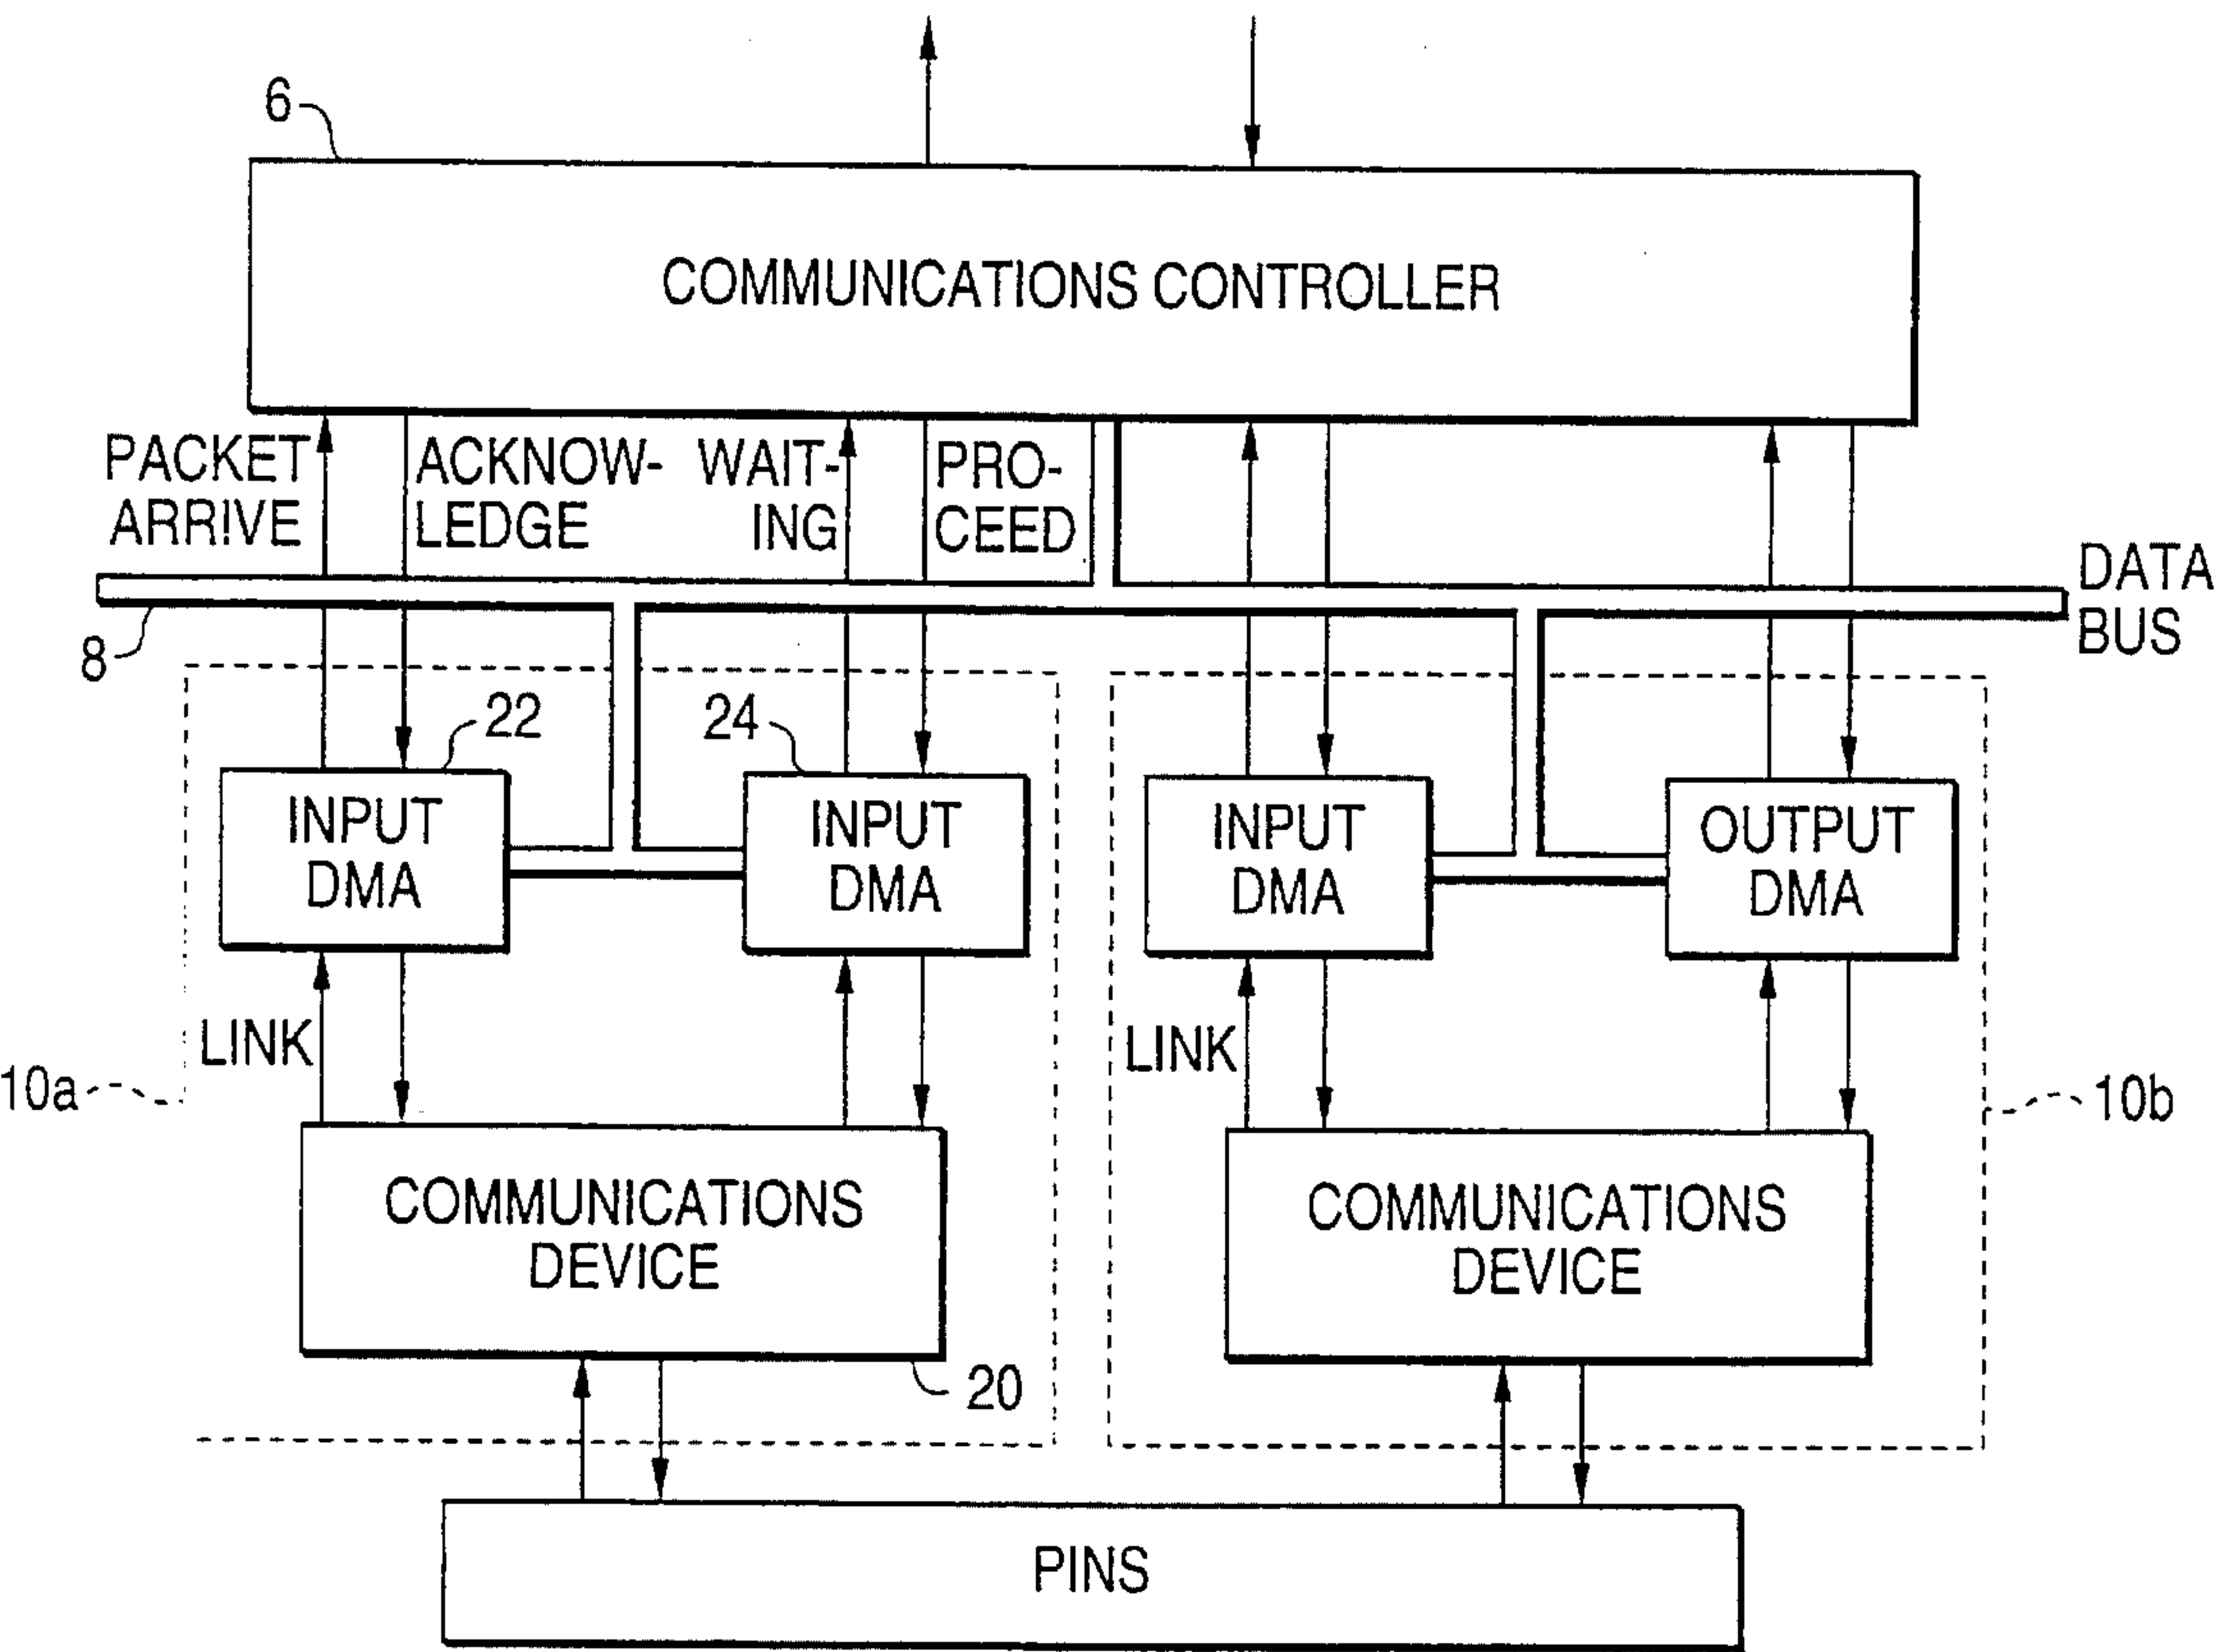 6
COMMUNICATIONS CONTROLLER
PACKET
ARRIVE
ACKNOW-
LEDGE
WAIT-
ING
PRO-
CEED
DATA
BUS
8
22
24
INPUT
DMA
INPUT
DMA
INPUT
DMA
OUTPUT
DMA
LINK
LINK
10a
10b
COMMUNICATIONS
DEVICE
COMMUNICATIONS
DEVICE
20
PINS